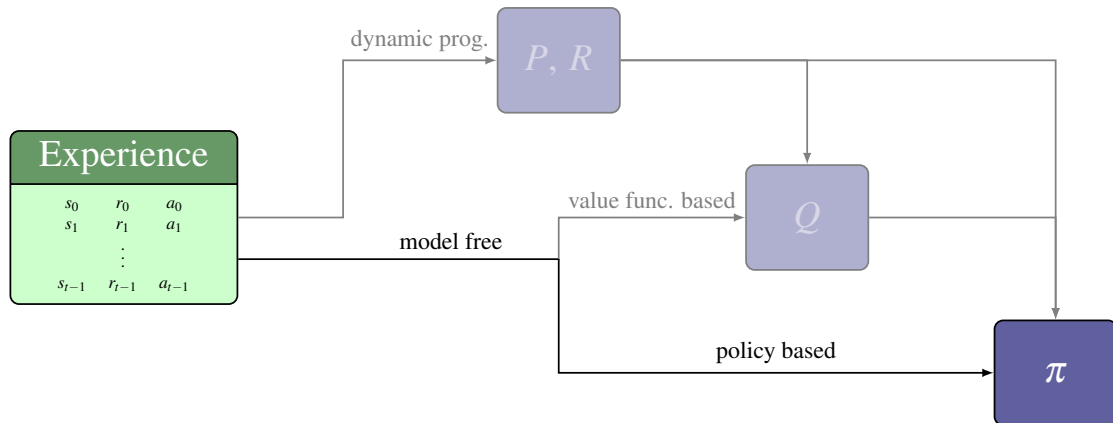 dynamic prog.
P, R
Experience
s₀ r₀ a₀
s₁ r₁ a₁
⋮
sₜ₋₁ rₜ₋₁ aₜ₋₁
value func. based
Q
model free
policy based
π